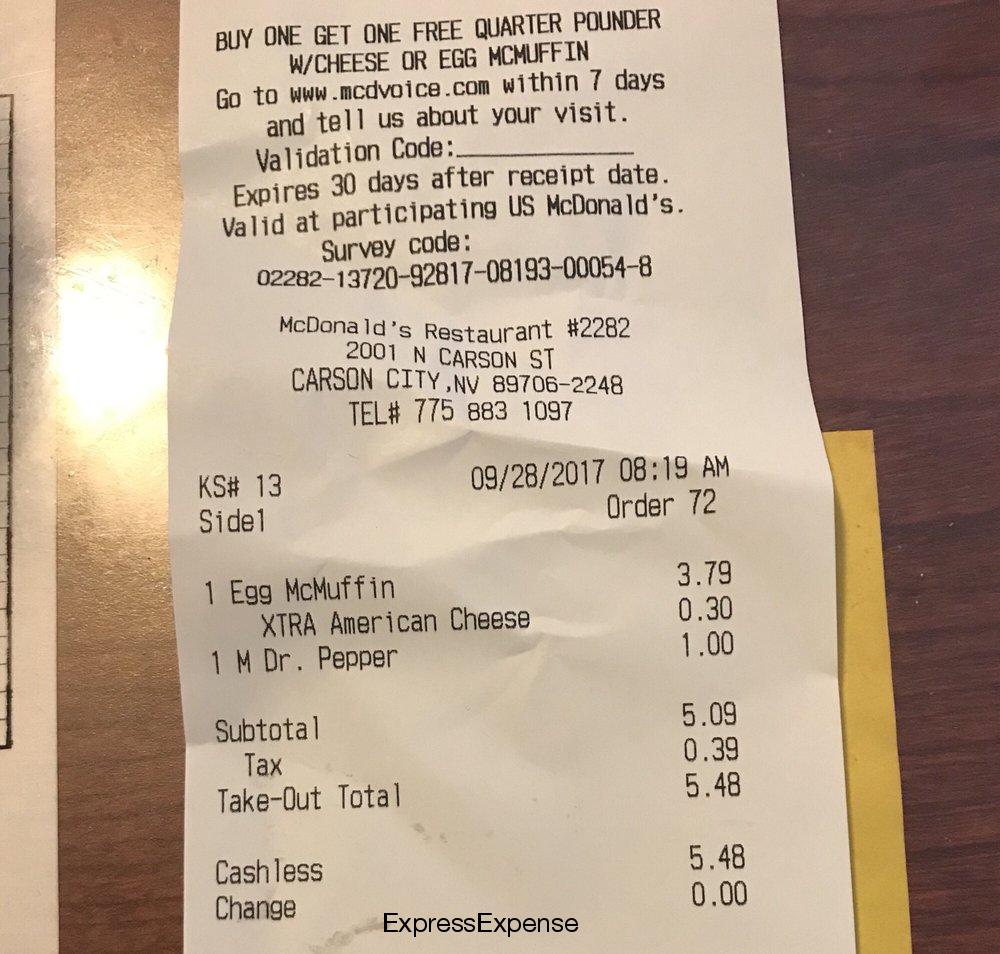 BUY ONE GET ONE FREE QUARTER POUNDER
W/CHEESE OR EGG MCMUFFIN
Go to www.mcdvoice.com within 7 days
and tell us about your visit.
Validation Code:_______________
Expires 30 days after receipt date.
Valid at participating US McDonald's.
Survey code:
02282-13720-92817-08193-00054-8
McDonald's Restaurant #2282
2001 N CARSON ST
CARSON CITY,NV 89706-2248
TEL# 775 883 1097
KS# 13 09/28/2017 08:19 AM
Side1 Order 72
1 Egg McMuffin 3.79
XTRA American Cheese 0.30
1 M Dr. Pepper 1.00
Subtotal 5.09
Tax 0.39
Take-Out Total 5.48
Cashless 5.48
Change 0.00
ExpressExpense